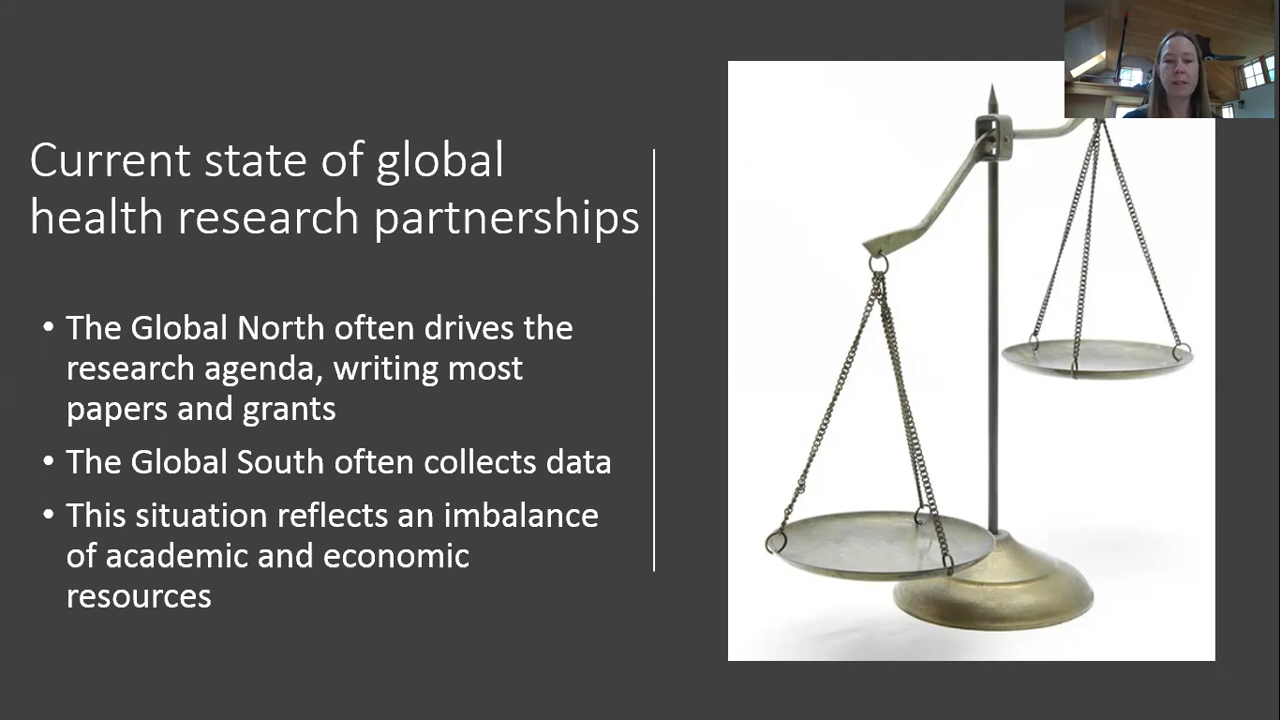 Current state of global
health research partnerships
• The Global North often drives the
research agenda, writing most
papers and grants
• The Global South often collects data
• This situation reflects an imbalance
of academic and economic
resources